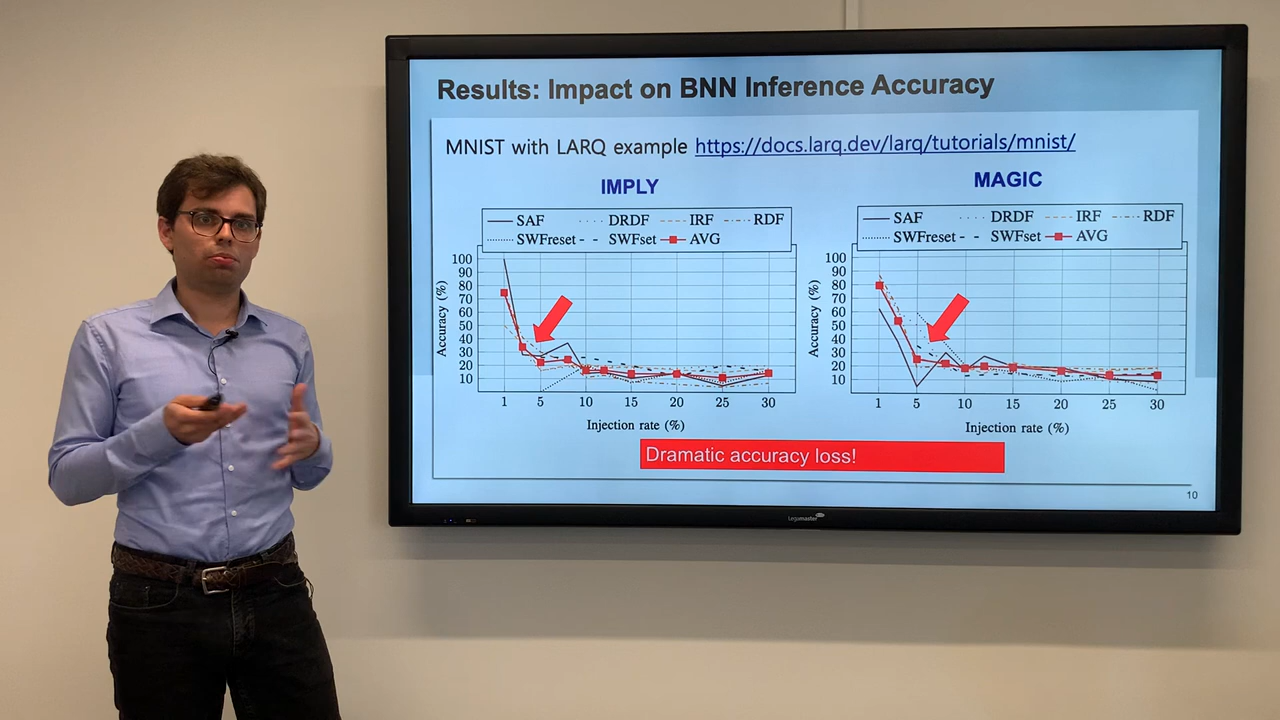 Results: Impact on BNN Inference Accuracy
MNIST with LARQ example https://docs.larq.dev/larq/tutorials/mnist/
IMPLY
SAF DRDF IRF RDF
SWFreset SWFset AVG
100
90
80
70
60
50
40
30
20
10
Accuracy (%)
1 5 10 15 20 25 30
Injection rate (%)
MAGIC
SAF DRDF IRF RDF
SWFreset SWFset AVG
100
90
80
70
60
50
40
30
20
10
Accuracy (%)
1 5 10 15 20 25 30
Injection rate (%)
Dramatic accuracy loss!
10
Legamaster